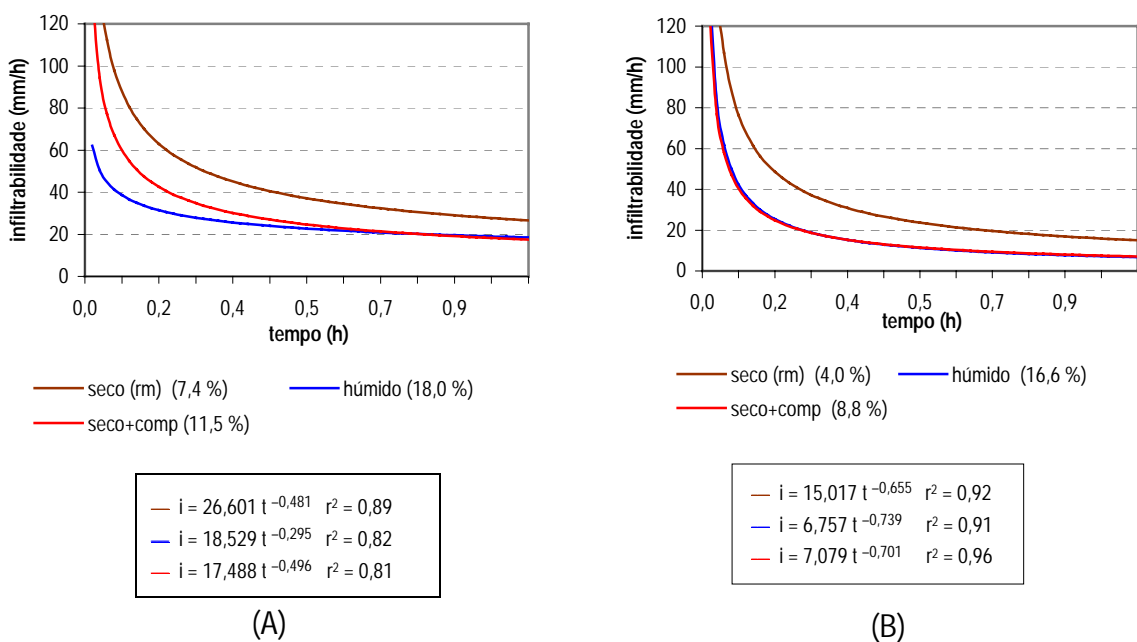 infiltrabilidade (mm/h)
120
100
80
60
40
20
0
0,0 0,2 0,4 0,5 0,7 0,9
tempo (h)
seco (rm) (7,4 %) húmido (18,0 %)
seco+comp (11,5 %)
i = 26,601 t –0,481 r² = 0,89
i = 18,529 t –0,295 r² = 0,82
i = 17,488 t –0,496 r² = 0,81
(A)
infiltrabilidade (mm/h)
120
100
80
60
40
20
0
0,0 0,2 0,4 0,5 0,7 0,9
tempo (h)
seco (rm) (4,0 %) húmido (16,6 %)
seco+comp (8,8 %)
i = 15,017 t –0,655 r² = 0,92
i = 6,757 t –0,739 r² = 0,91
i = 7,079 t –0,701 r² = 0,96
(B)